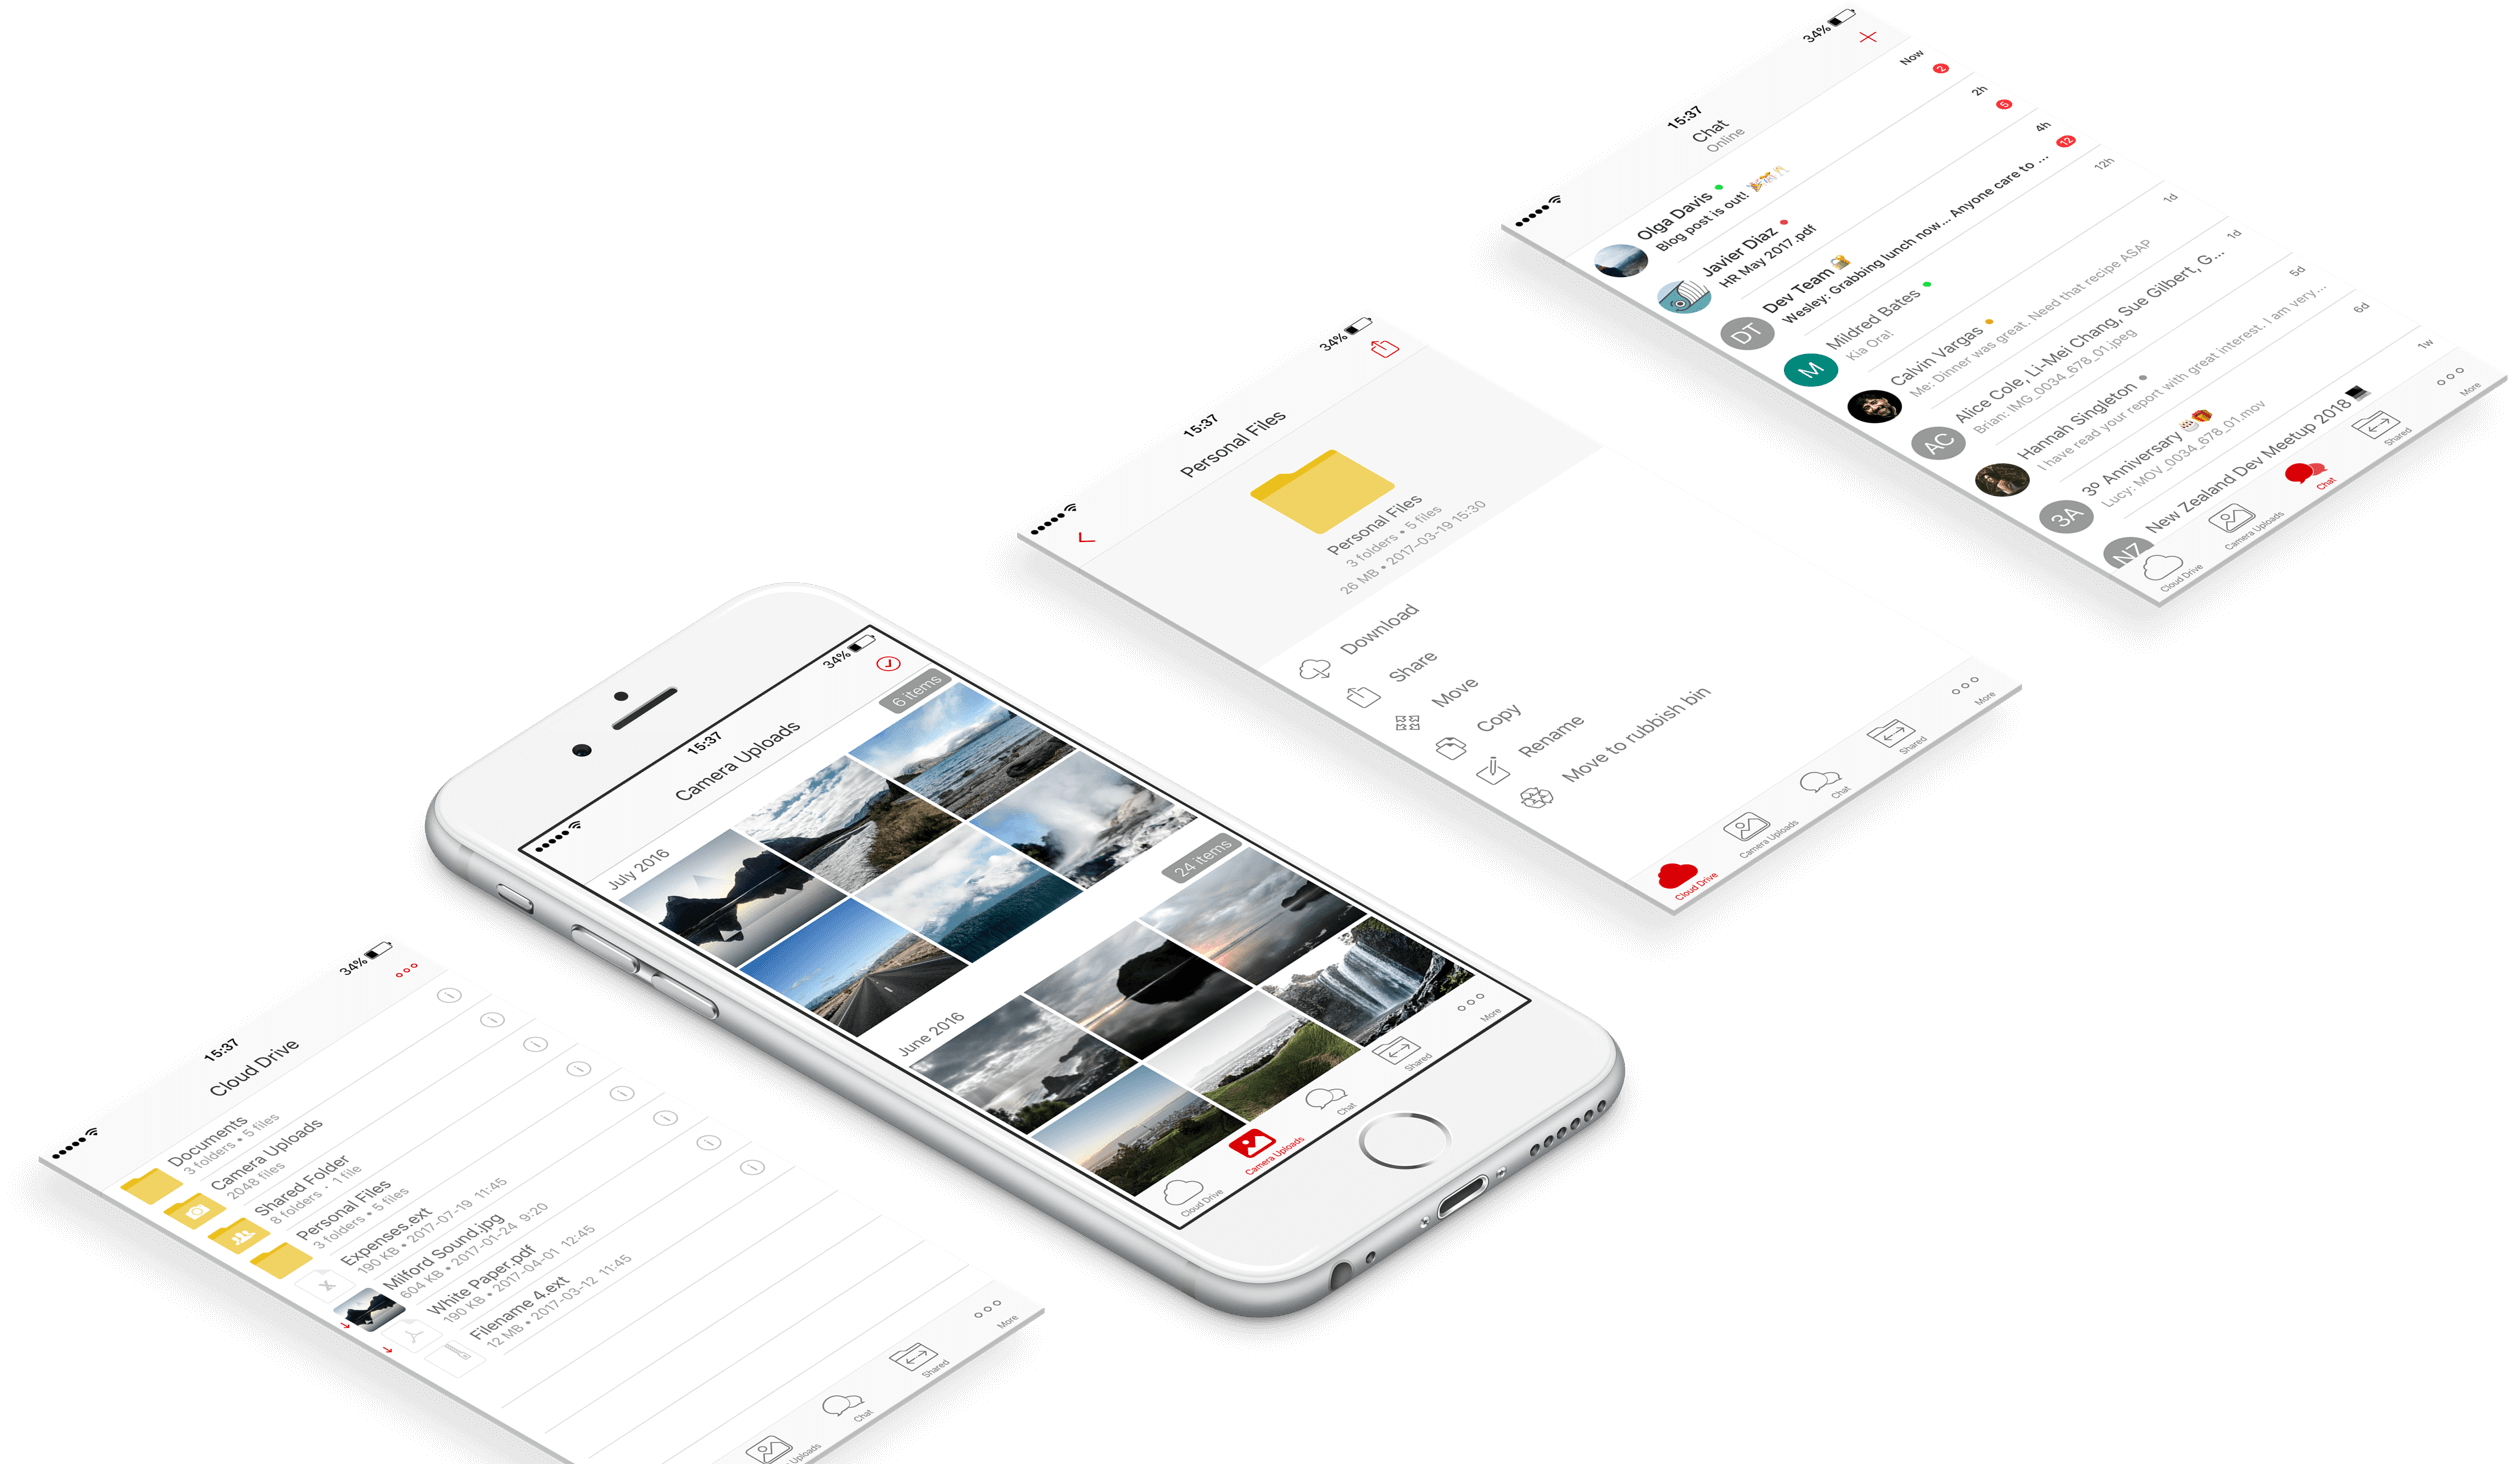 34%
15:37
Cloud Drive
Documents
3 folders • 5 files
Camera Uploads
2048 files
Shared Folder
8 folders · 1 file
Personal Files
3 folders • 5 files
Expenses.ext
190 KB • 2017-07-19 11:45
Milford Sound.jpg
604 KB • 2017-01-24 9:20
White Paper.pdf
190 KB • 2017-04-01 12:45
Filename 4.ext
12 MB • 2017-03-12 11:45
Uploads
Chat
Shared
More
34%
15:37
Camera Uploads
July 2016
6 items
June 2016
24 items
Cloud Drive
Camera Uploads
Chat
Shared
More
34%
15:37
Personal Files
Personal Files
3 folders • 5 files
26 MB • 2017-03-19 15:30
Download
Share
Move
Copy
Rename
Move to rubbish bin
Cloud Drive
Camera Uploads
Chat
Shared
More
34%
15:37
Chat
Online
Olga Davis
Now
Blog post is out! 🎉🎊🥂
2
Javier Diaz
2h
HR May 2017.pdf
5
Dev Team 🍻
4h
Wesley: Grabbing lunch now... Anyone care to ...
12
DT
Mildred Bates
12h
Kia Ora!
M
Calvin Vargas
1d
Me: Dinner was great. Need that recipe ASAP
Alice Cole, Li-Mei Chang, Sue Gilbert, G...
1d
Brian: IMG_0034_678_01.jpeg
AC
Hannah Singleton
5d
I have read your report with great interest. I am very...
3º Anniversary 🎂🎁
6d
Lucy: MOV_0034_678_01.mov
3A
New Zealand Dev Meetup 2018 💻
1w
NZ
Cloud Drive
Camera Uploads
Chat
Shared
More